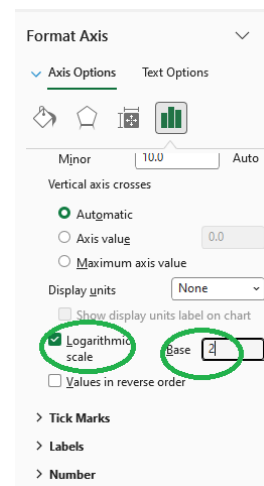 Format Axis
Axis Options Text Options
Minor 10.0 Auto
Vertical axis crosses
Automatic
Axis value 0.0
Maximum axis value
Display units None
Show display units label on chart
Logarithmic scale Base 2
Values in reverse order
Tick Marks
Labels
Number